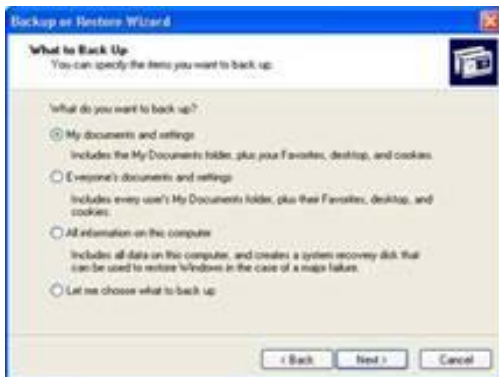 Backup or Restore Wizard
What to Back Up
You can specify the items you want to back up.
What do you want to back up?
My documents and settings
Includes the My Documents folder, plus your Favorites, desktop, and cookies.
Everyone's documents and settings
Includes every user's My Documents folder, plus their Favorites, desktop, and
cookies.
All information on this computer
Includes all data on this computer, and creates a system recovery disk that
can be used to restore Windows in the case of a major failure.
Let me choose what to back up
< Back
Next >
Cancel